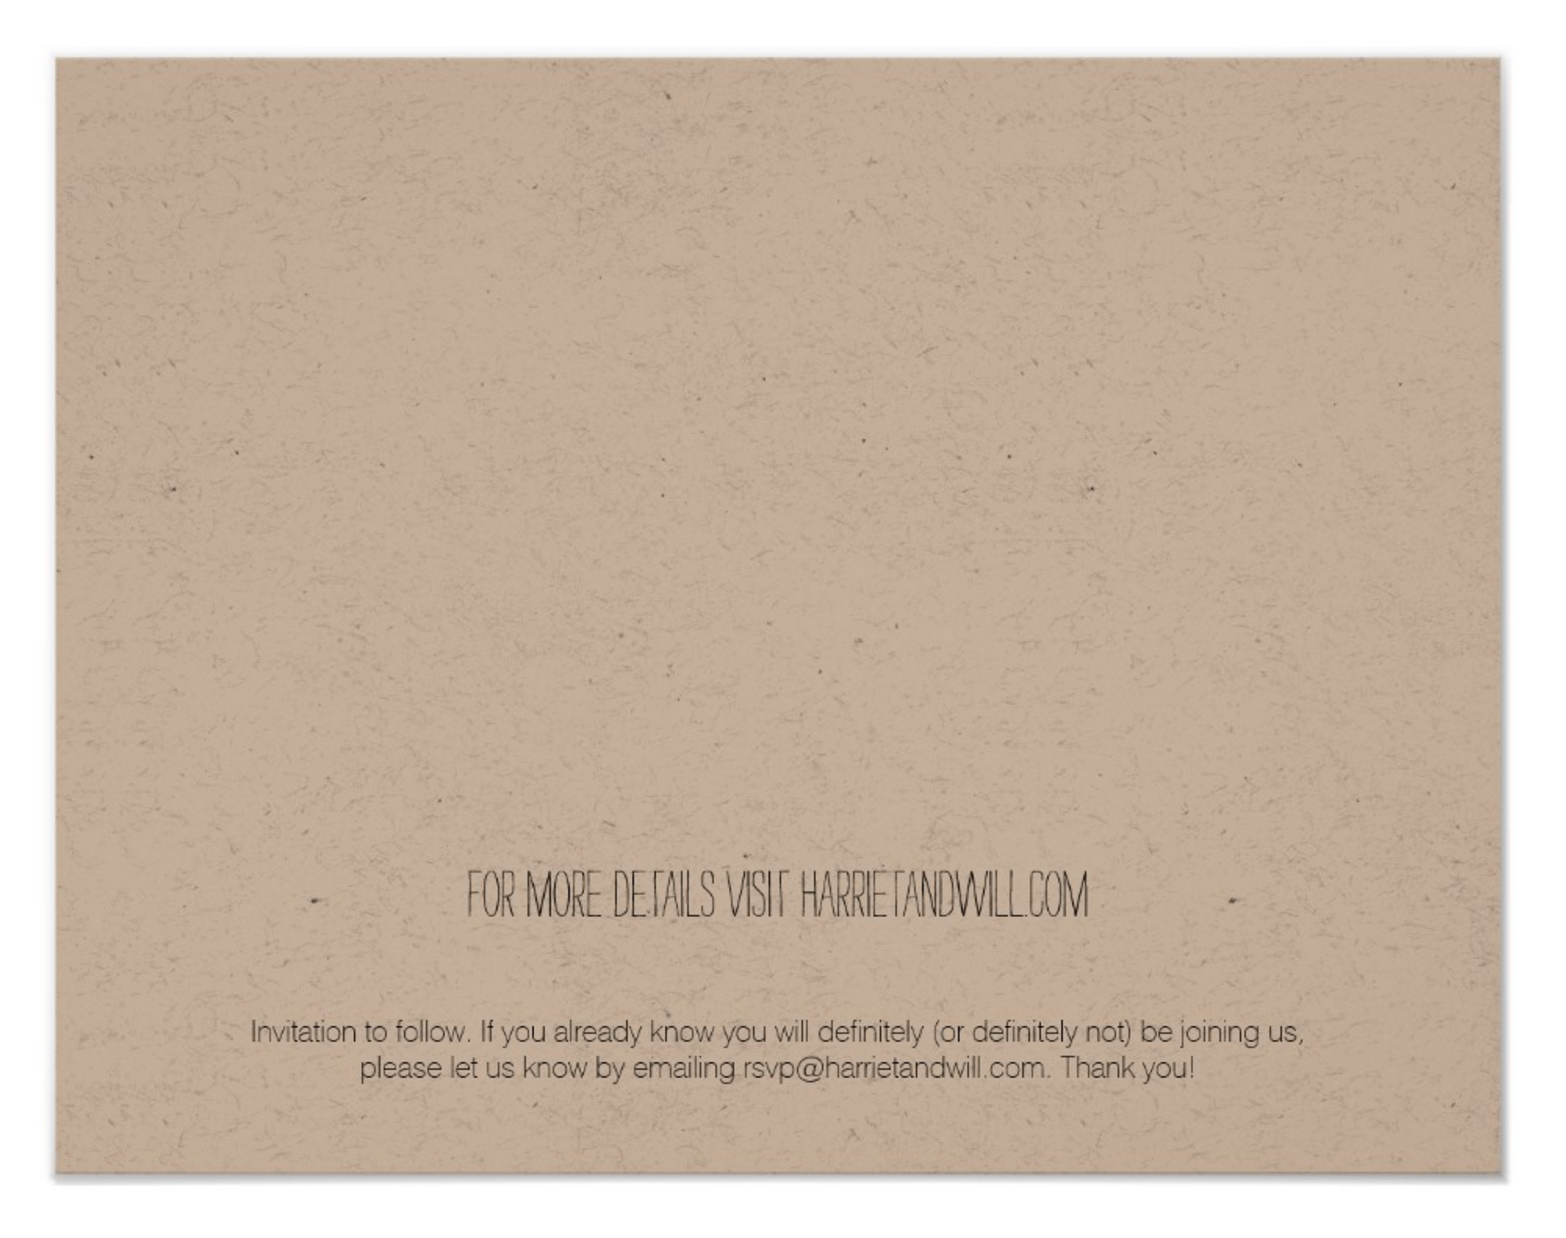 FOR MORE DETAILS VISIT HARRIETANDWILL.COM
Invitation to follow. If you already know you will definitely (or definitely not) be joining us,
please let us know by emailing rsvp@harrietandwill.com. Thank you!